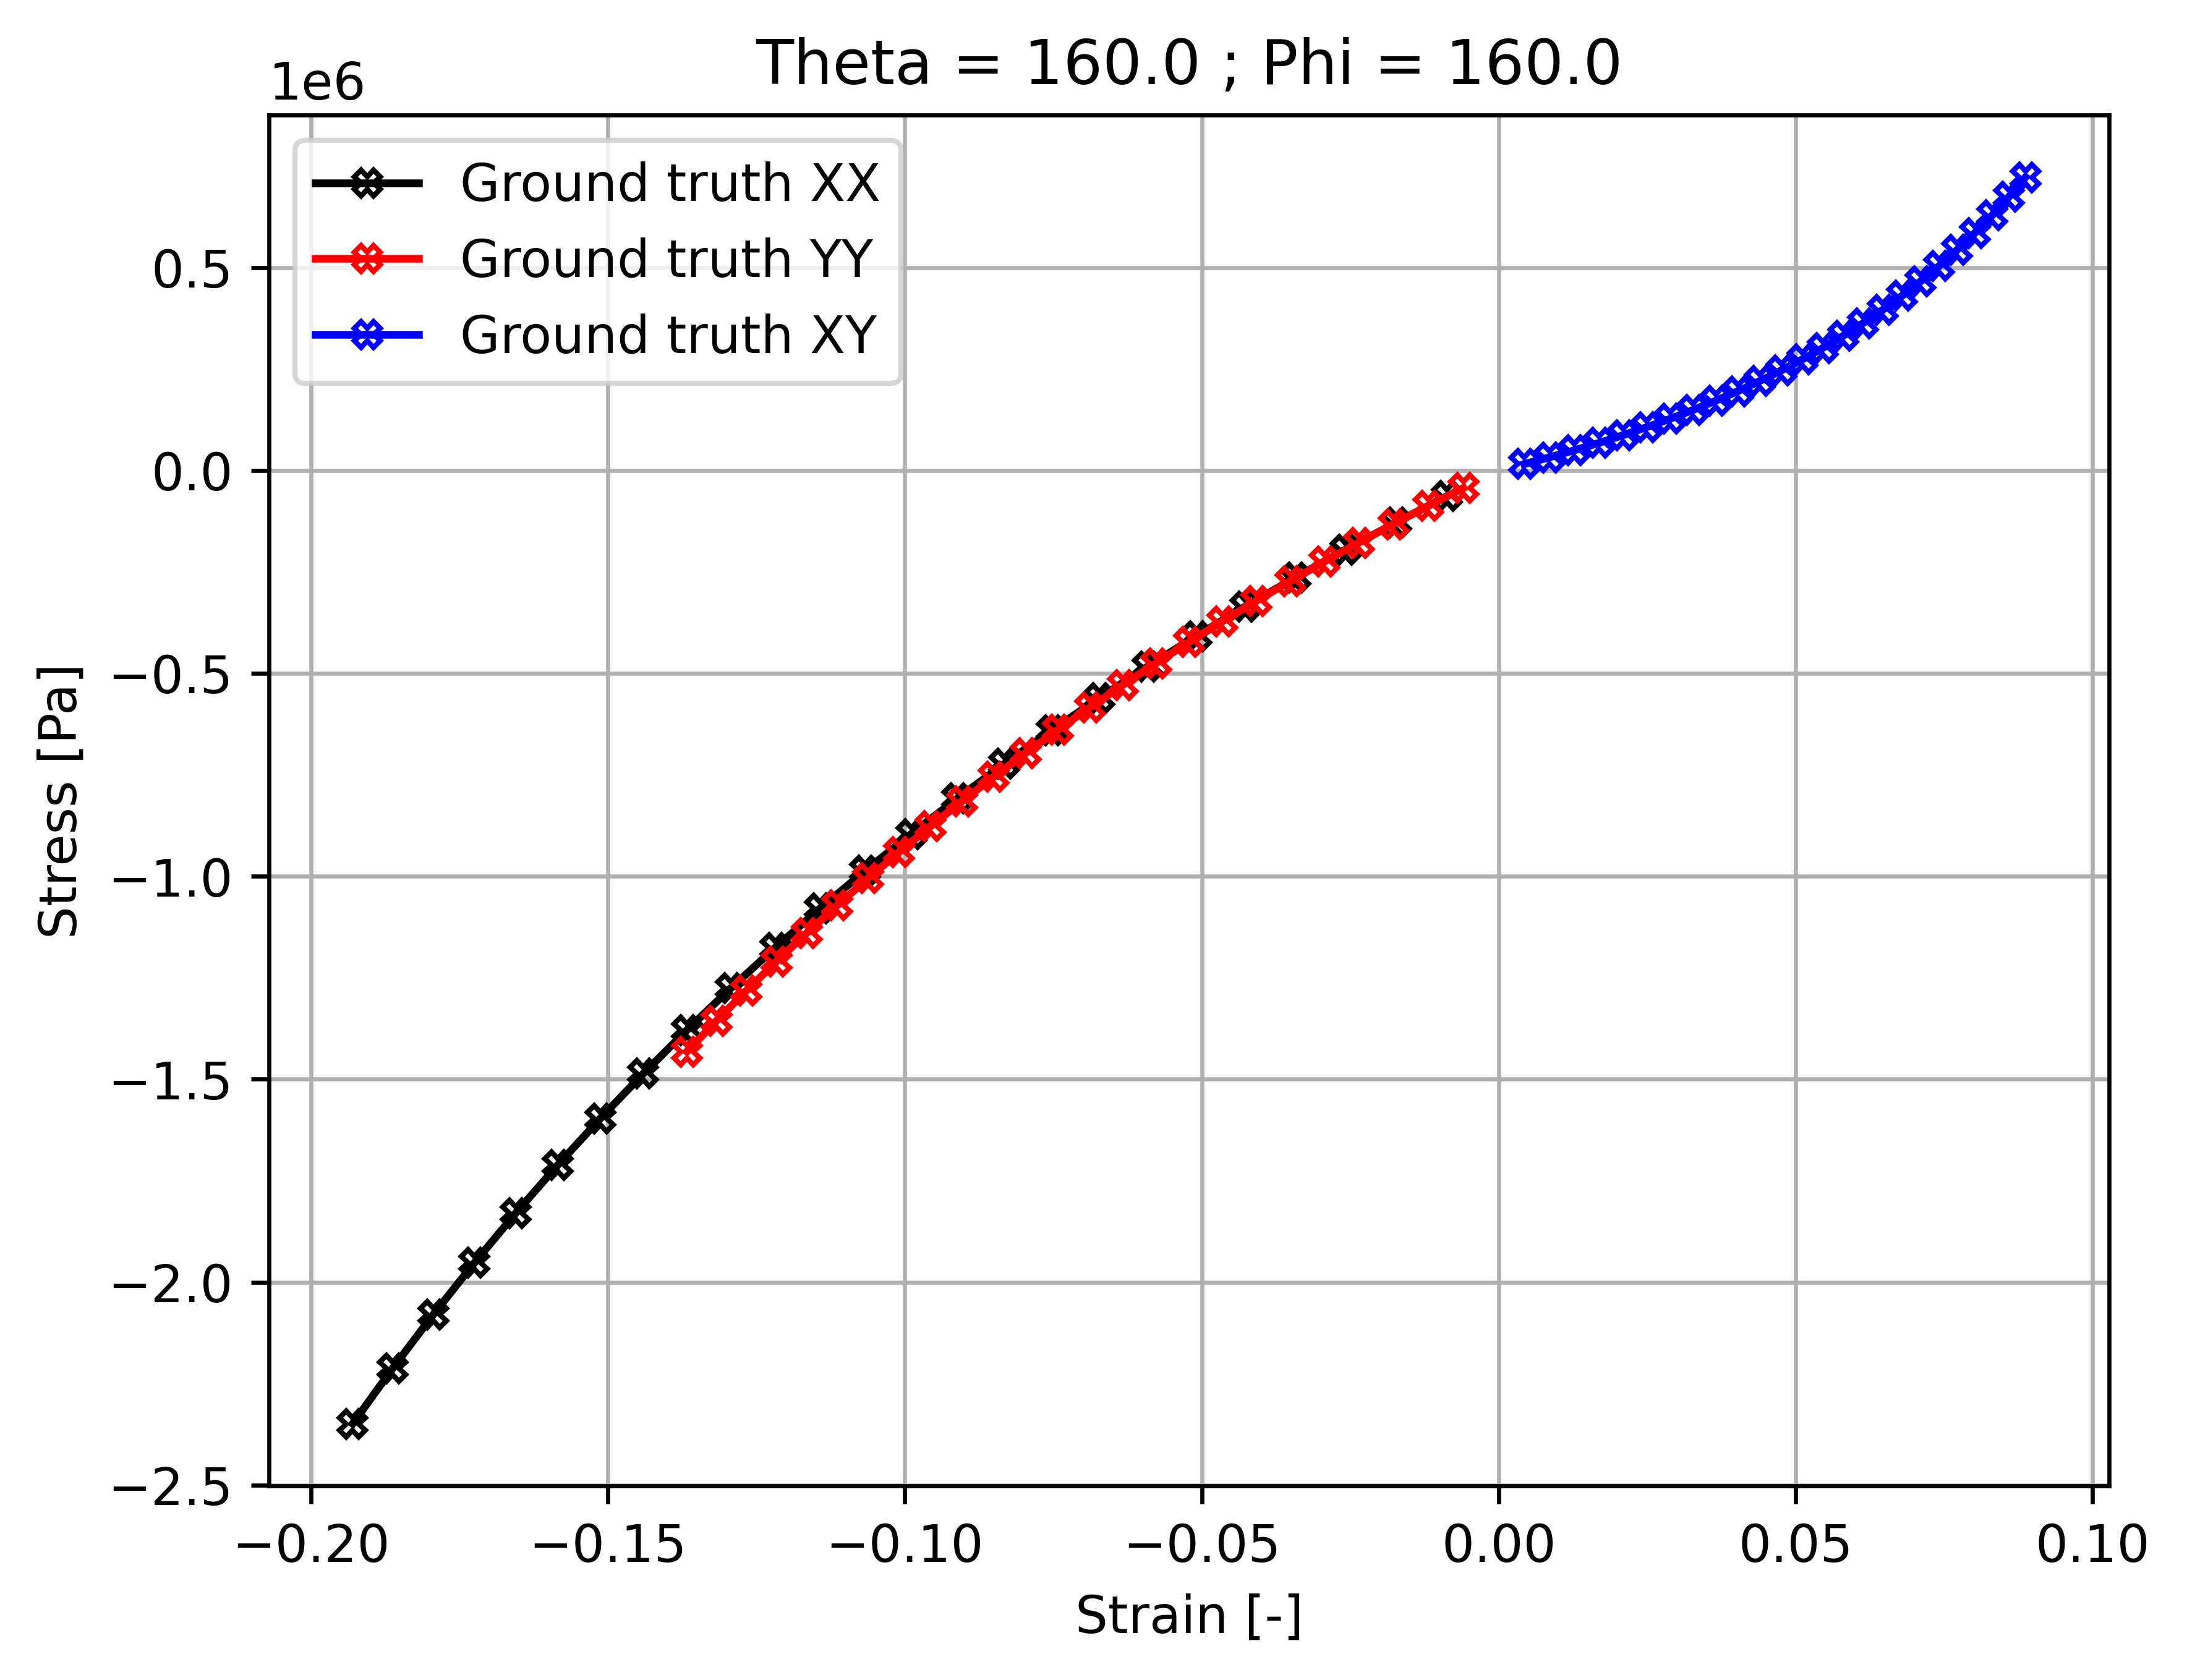 Theta = 160.0 ; Phi = 160.0
1e6
Ground truth XX
Ground truth YY
Ground truth XY
0.5
0.0
−0.5
−1.0
−1.5
−2.0
−2.5
Stress [Pa]
−0.20 −0.15 −0.10 −0.05 0.00 0.05 0.10
Strain [-]